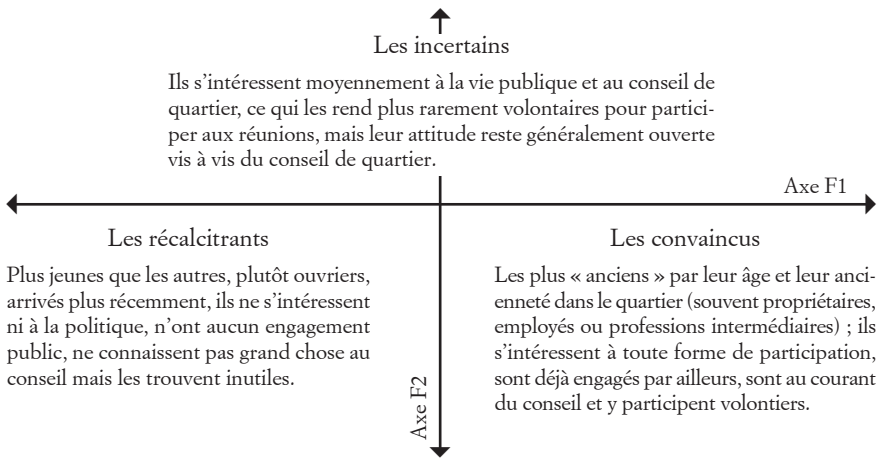 Les incertains
Ils s’intéressent moyennement à la vie publique et au conseil de
quartier, ce qui les rend plus rarement volontaires pour partici-
per aux réunions, mais leur attitude reste généralement ouverte
vis à vis du conseil de quartier.
Axe F1
Les récalcitrants
Plus jeunes que les autres, plutôt ouvriers,
arrivés plus récemment, ils ne s’intéressent
ni à la politique, n’ont aucun engagement
public, ne connaissent pas grand chose au
conseil mais les trouvent inutiles.
Axe F2
Les convaincus
Les plus « anciens » par leur âge et leur anci-
enneté dans le quartier (souvent propriétaires,
employés ou professions intermédiaires) ; ils
s’intéressent à toute forme de participation,
sont déjà engagés par ailleurs, sont au courant
du conseil et y participent volontiers.